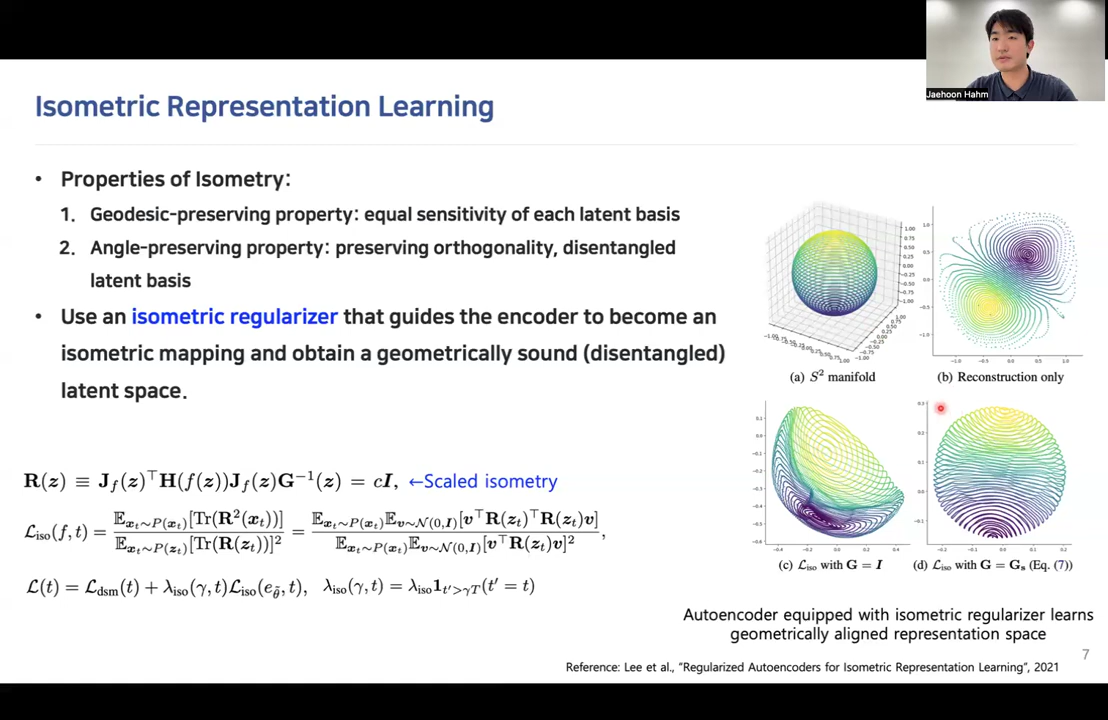 Jaehoon Hahm
Isometric Representation Learning
• Properties of Isometry:
1. Geodesic-preserving property: equal sensitivity of each latent basis
2. Angle-preserving property: preserving orthogonality, disentangled
latent basis
• Use an isometric regularizer that guides the encoder to become an
isometric mapping and obtain a geometrically sound (disentangled)
latent space.
R(z) ≡ J_f(z)^⊤H(f(z))J_f(z)G^{-1}(z) = cI, ←Scaled isometry
𝓛_iso(f, t) = 𝔼_{x_t∼P(x_t)}[Tr(R²(x_t))] / 𝔼_{x_t∼P(z_t)}[Tr(R(z_t))]² = 𝔼_{x_t∼P(x_t)}𝔼_{v∼𝒩(0,I)}[v^⊤R(z_t)^⊤R(z_t)v] / 𝔼_{x_t∼P(x_t)}𝔼_{v∼𝒩(0,I)}[v^⊤R(z_t)v]²,
𝓛(t) = 𝓛_dsm(t) + λ_iso(γ, t)𝓛_iso(e_θ̃, t), λ_iso(γ, t) = λ_iso 1_{t'>γT}(t' = t)
(a) S² manifold
(b) Reconstruction only
(c) 𝓛_iso with G = I
(d) 𝓛_iso with G = G_s (Eq. (7))
Autoencoder equipped with isometric regularizer learns
geometrically aligned representation space
7
Reference: Lee et al., "Regularized Autoencoders for Isometric Representation Learning", 2021